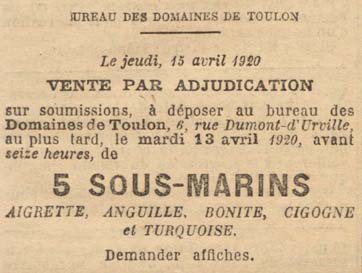 BUREAU DES DOMAINES DE TOULON
Le jeudi, 15 avril 1920
VENTE PAR ADJUDICATION
sur soumissions, à déposer au bureau des
Domaines de Toulon, 6, rue Dumont-d'Urville,
au plus tard, le mardi 13 avril 1920, avant
seize heures, de
5 SOUS-MARINS
AIGRETTE, ANGUILLE. BONITE, CIGOGNE
et TURQUOISE.
Demander affiches.